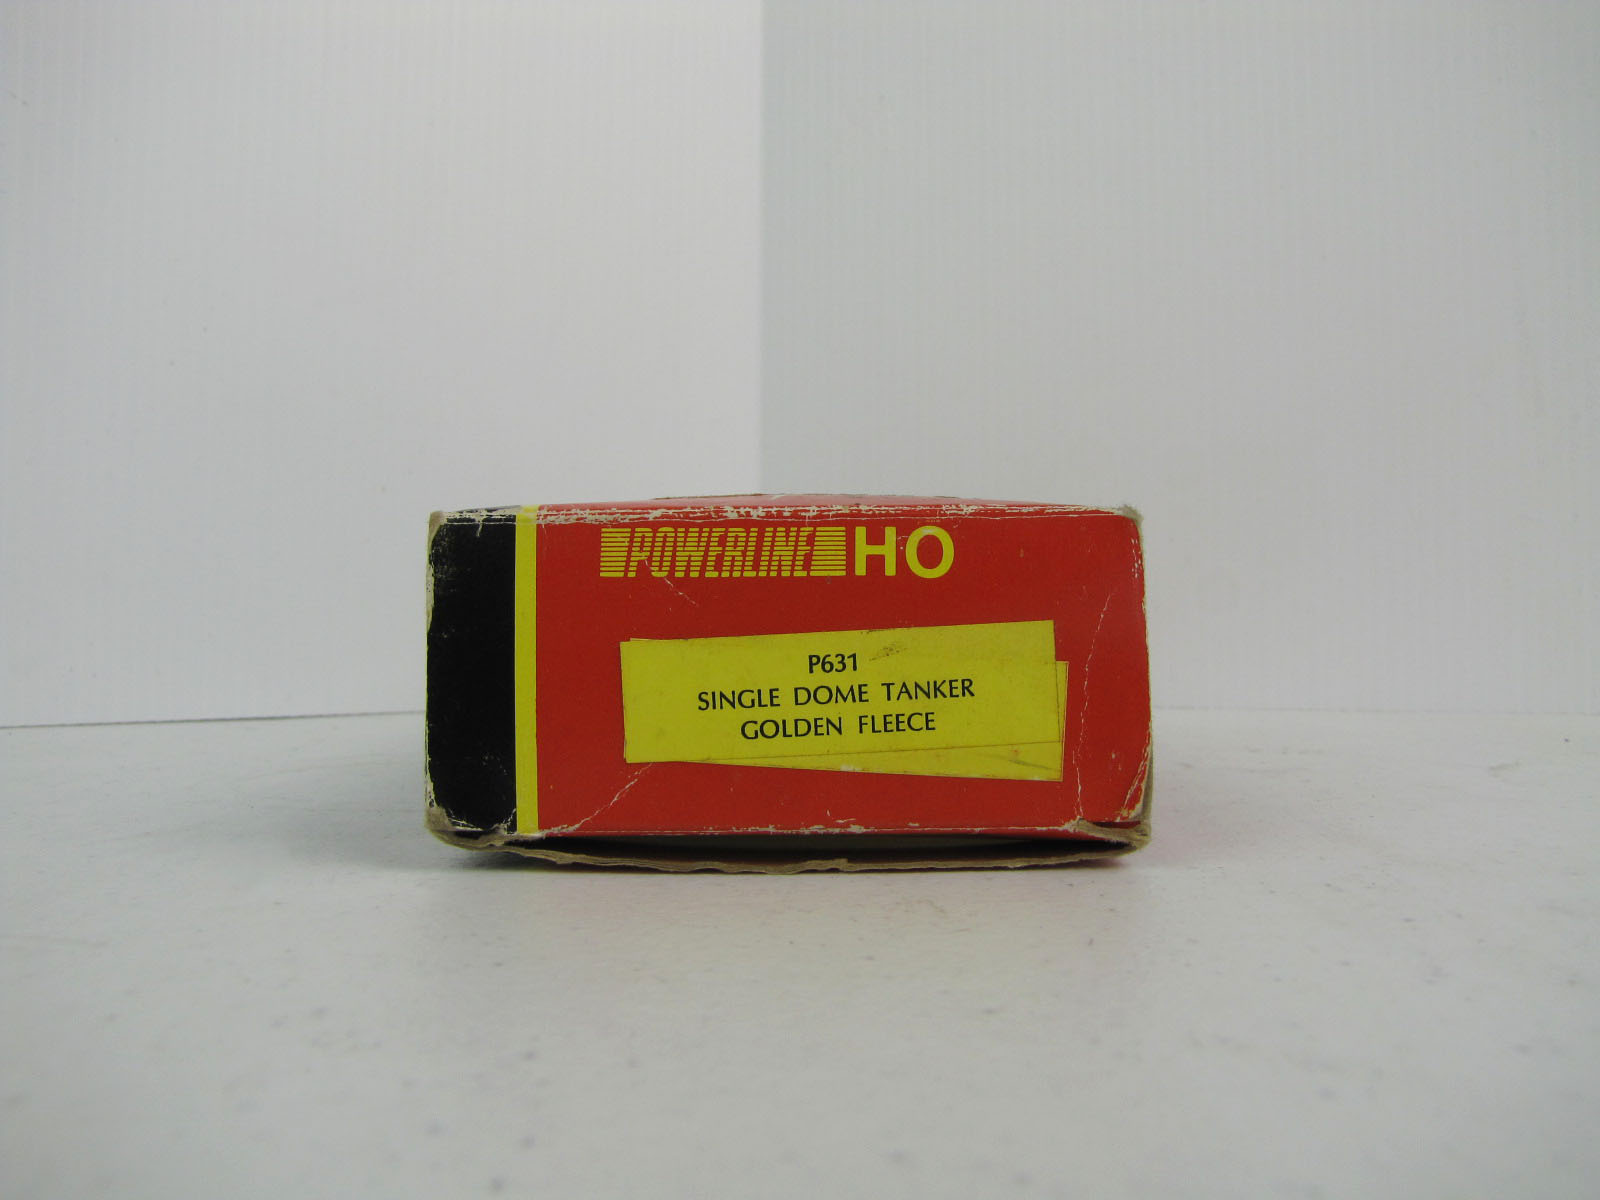 POWERLINE HO
P631
SINGLE DOME TANKER
GOLDEN FLEECE